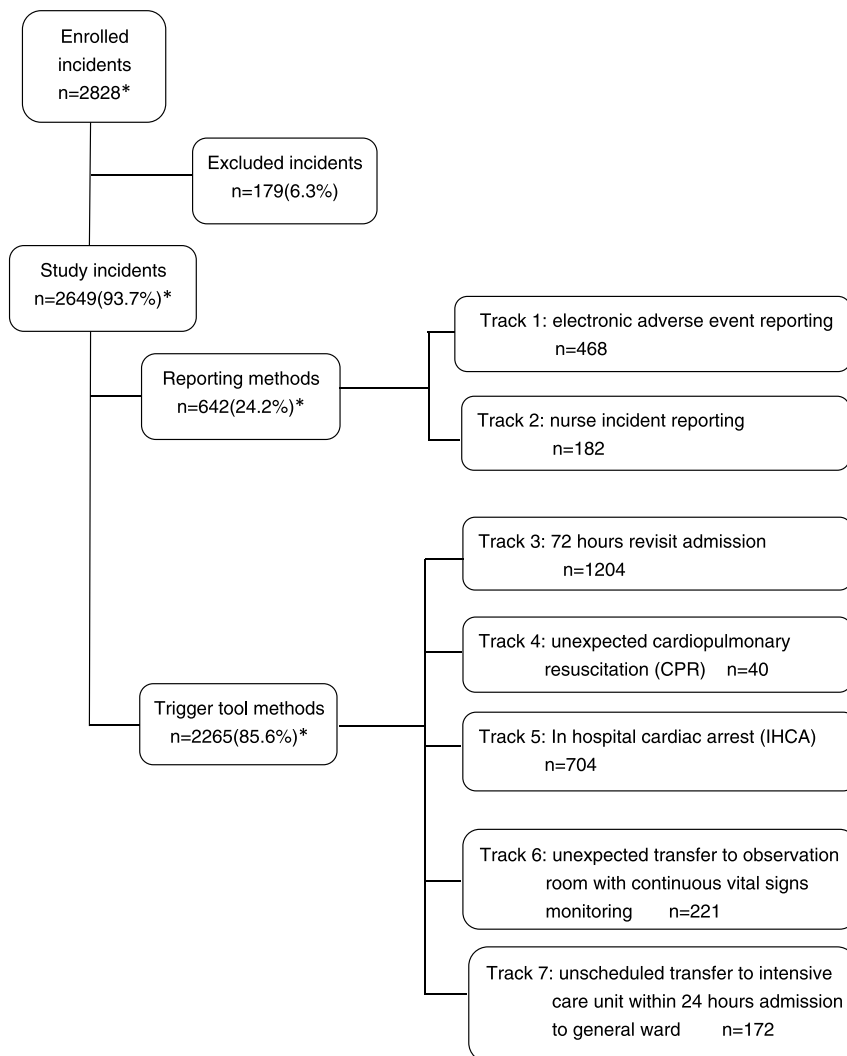 Enrolled
incidents
n=2828*
Excluded incidents
n=179(6.3%)
Study incidents
n=2649(93.7%)*
Track 1: electronic adverse event reporting
n=468
Reporting methods
n=642(24.2%)*
Track 2: nurse incident reporting
n=182
Track 3: 72 hours revisit admission
n=1204
Track 4: unexpected cardiopulmonary
resuscitation (CPR) n=40
Trigger tool methods
n=2265(85.6%)*
Track 5: In hospital cardiac arrest (IHCA)
n=704
Track 6: unexpected transfer to observation
room with continuous vital signs
monitoring n=221
Track 7: unscheduled transfer to intensive
care unit within 24 hours admission
to general ward n=172